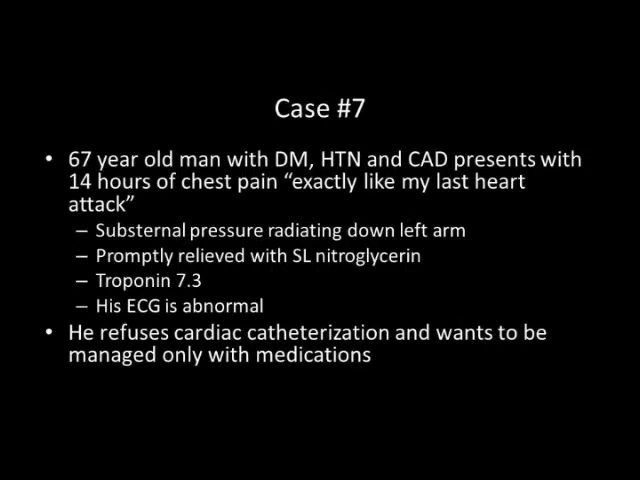 Case #7
• 67 year old man with DM, HTN and CAD presents with
14 hours of chest pain “exactly like my last heart
attack”
– Substernal pressure radiating down left arm
– Promptly relieved with SL nitroglycerin
– Troponin 7.3
– His ECG is abnormal
• He refuses cardiac catheterization and wants to be
managed only with medications